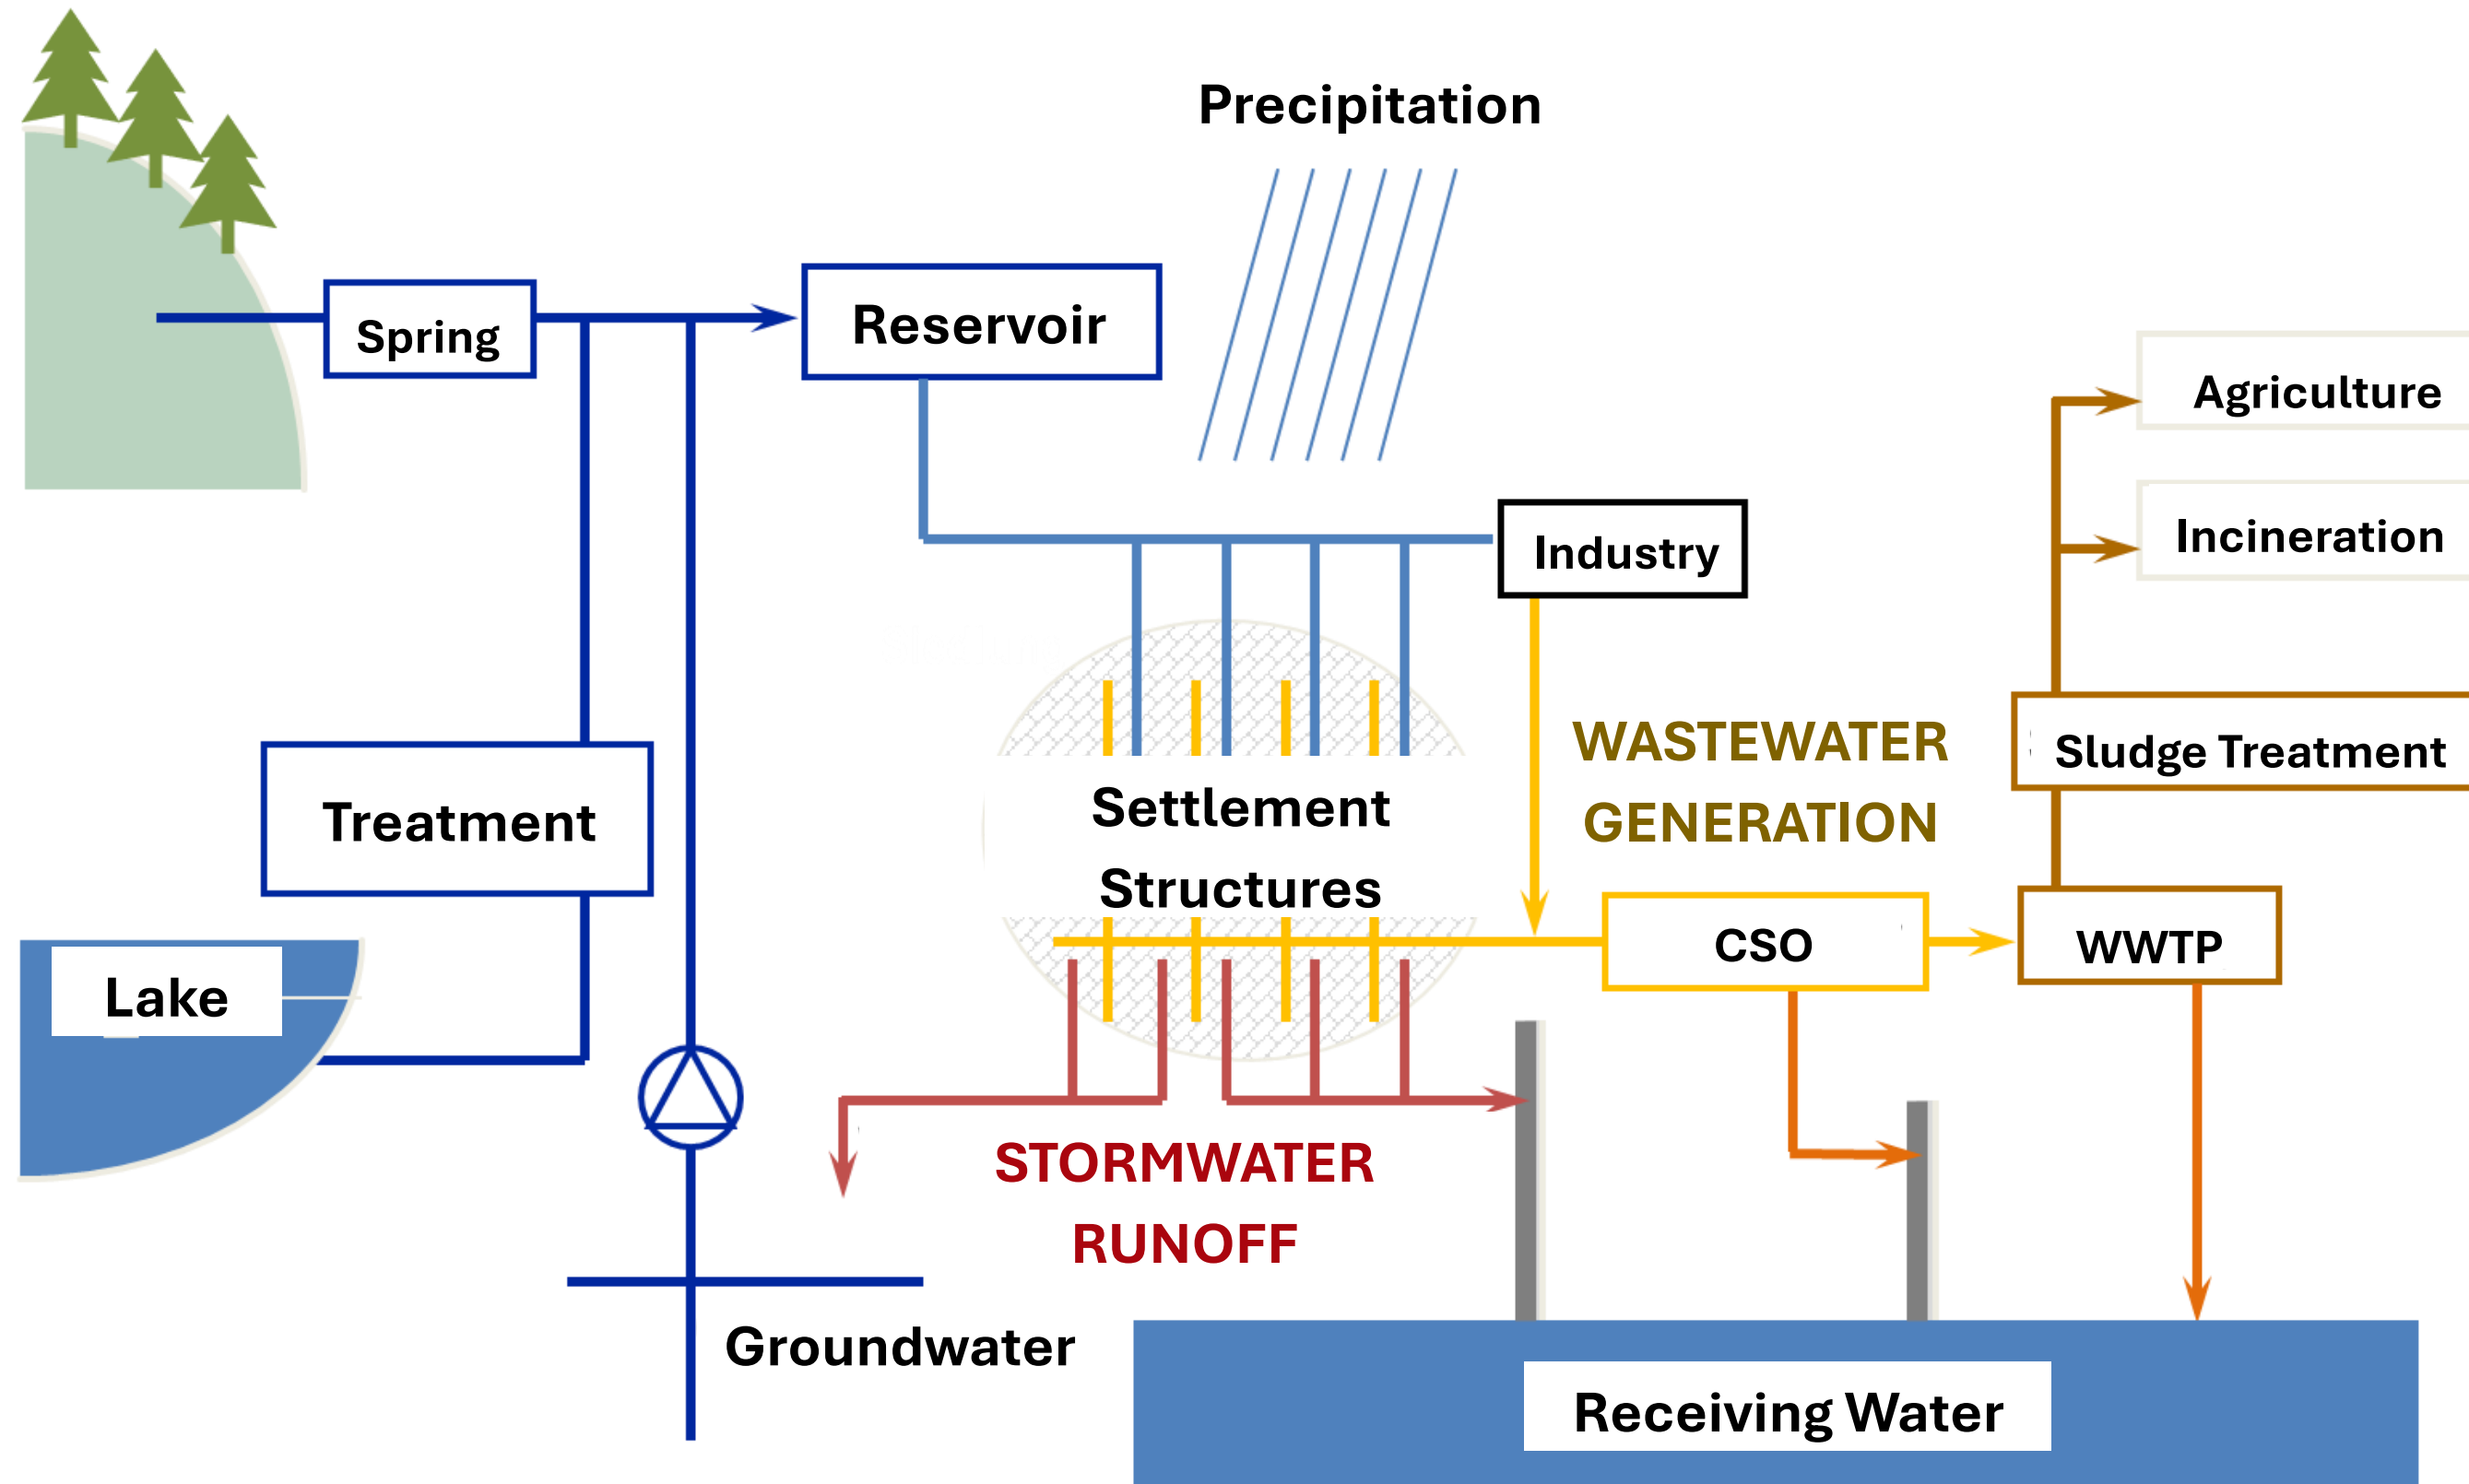 Precipitation
Spring
Reservoir
Agriculture
Incineration
Industry
WASTEWATER
GENERATION
Sludge Treatment
Treatment
Settlement
Structures
CSO
WWTP
Lake
STORMWATER
RUNOFF
Groundwater
Receiving Water